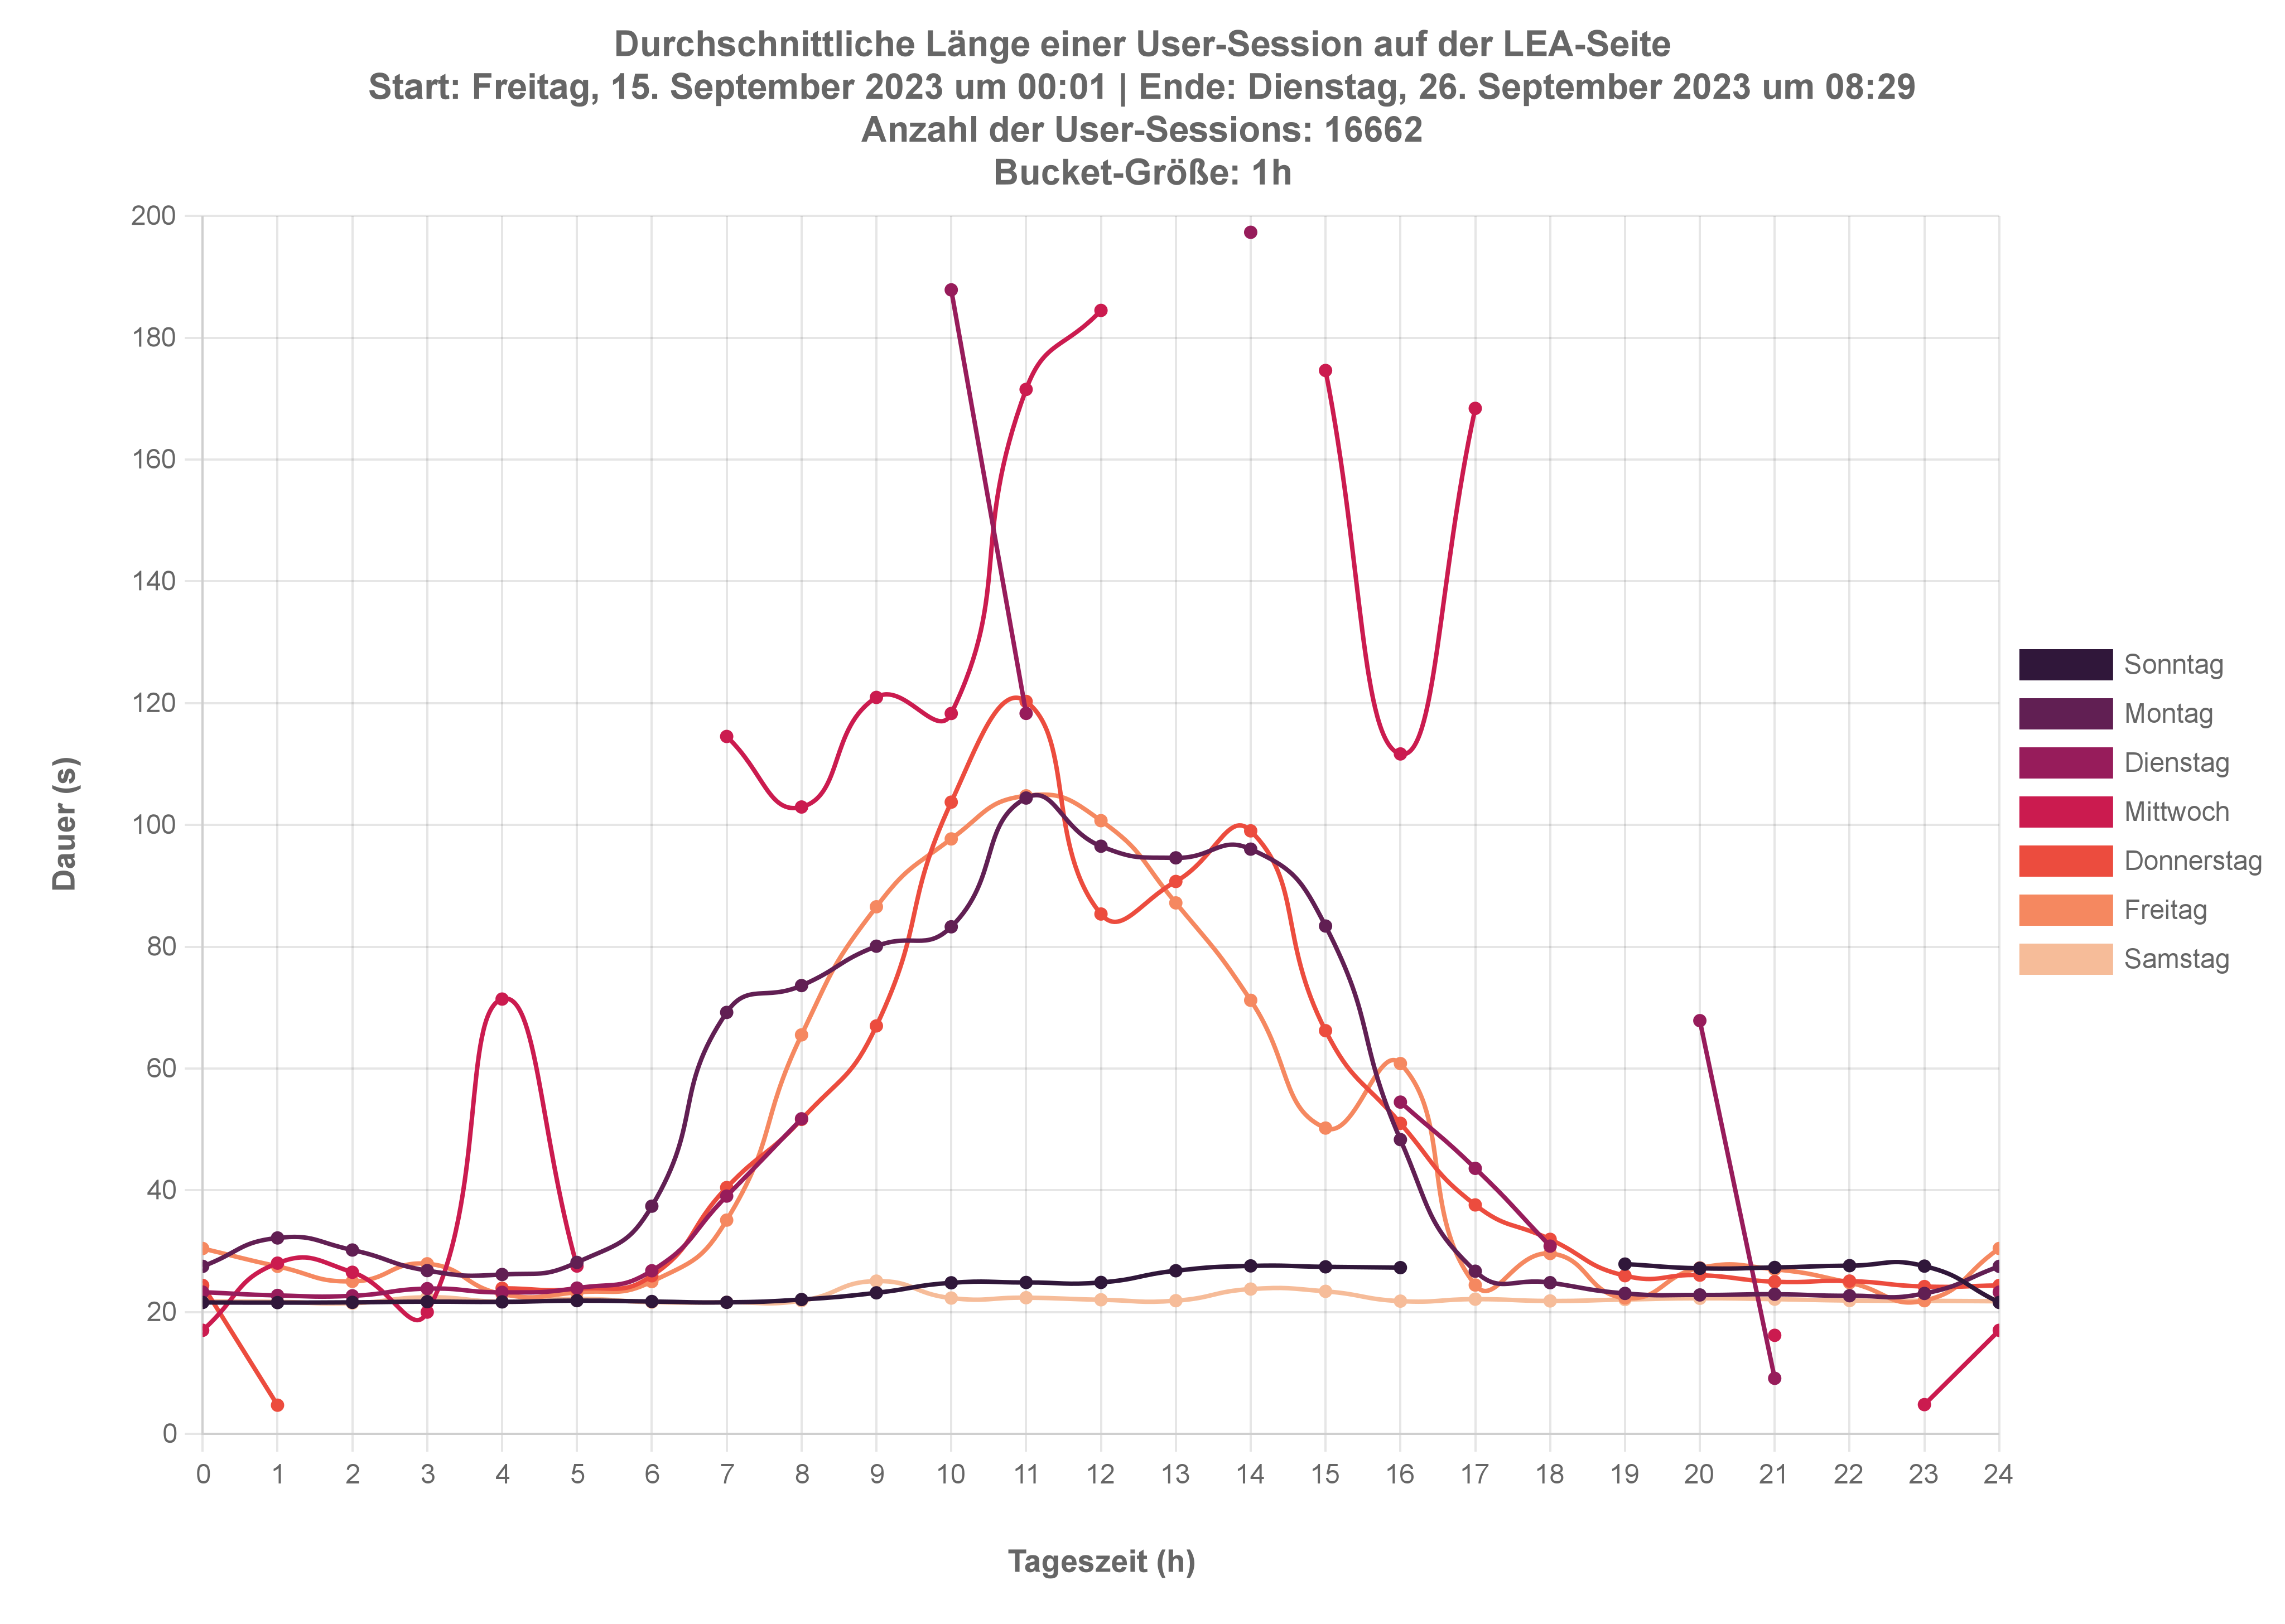 Durchschnittliche Länge einer User-Session auf der LEA-Seite
Start: Freitag, 15. September 2023 um 00:01 | Ende: Dienstag, 26. September 2023 um 08:29
Anzahl der User-Sessions: 16662
Bucket-Größe: 1h
200
180
160
140
120
100
80
60
40
20
0
Dauer (s)
0 1 2 3 4 5 6 7 8 9 10 11 12 13 14 15 16 17 18 19 20 21 22 23 24
Tageszeit (h)
Sonntag
Montag
Dienstag
Mittwoch
Donnerstag
Freitag
Samstag